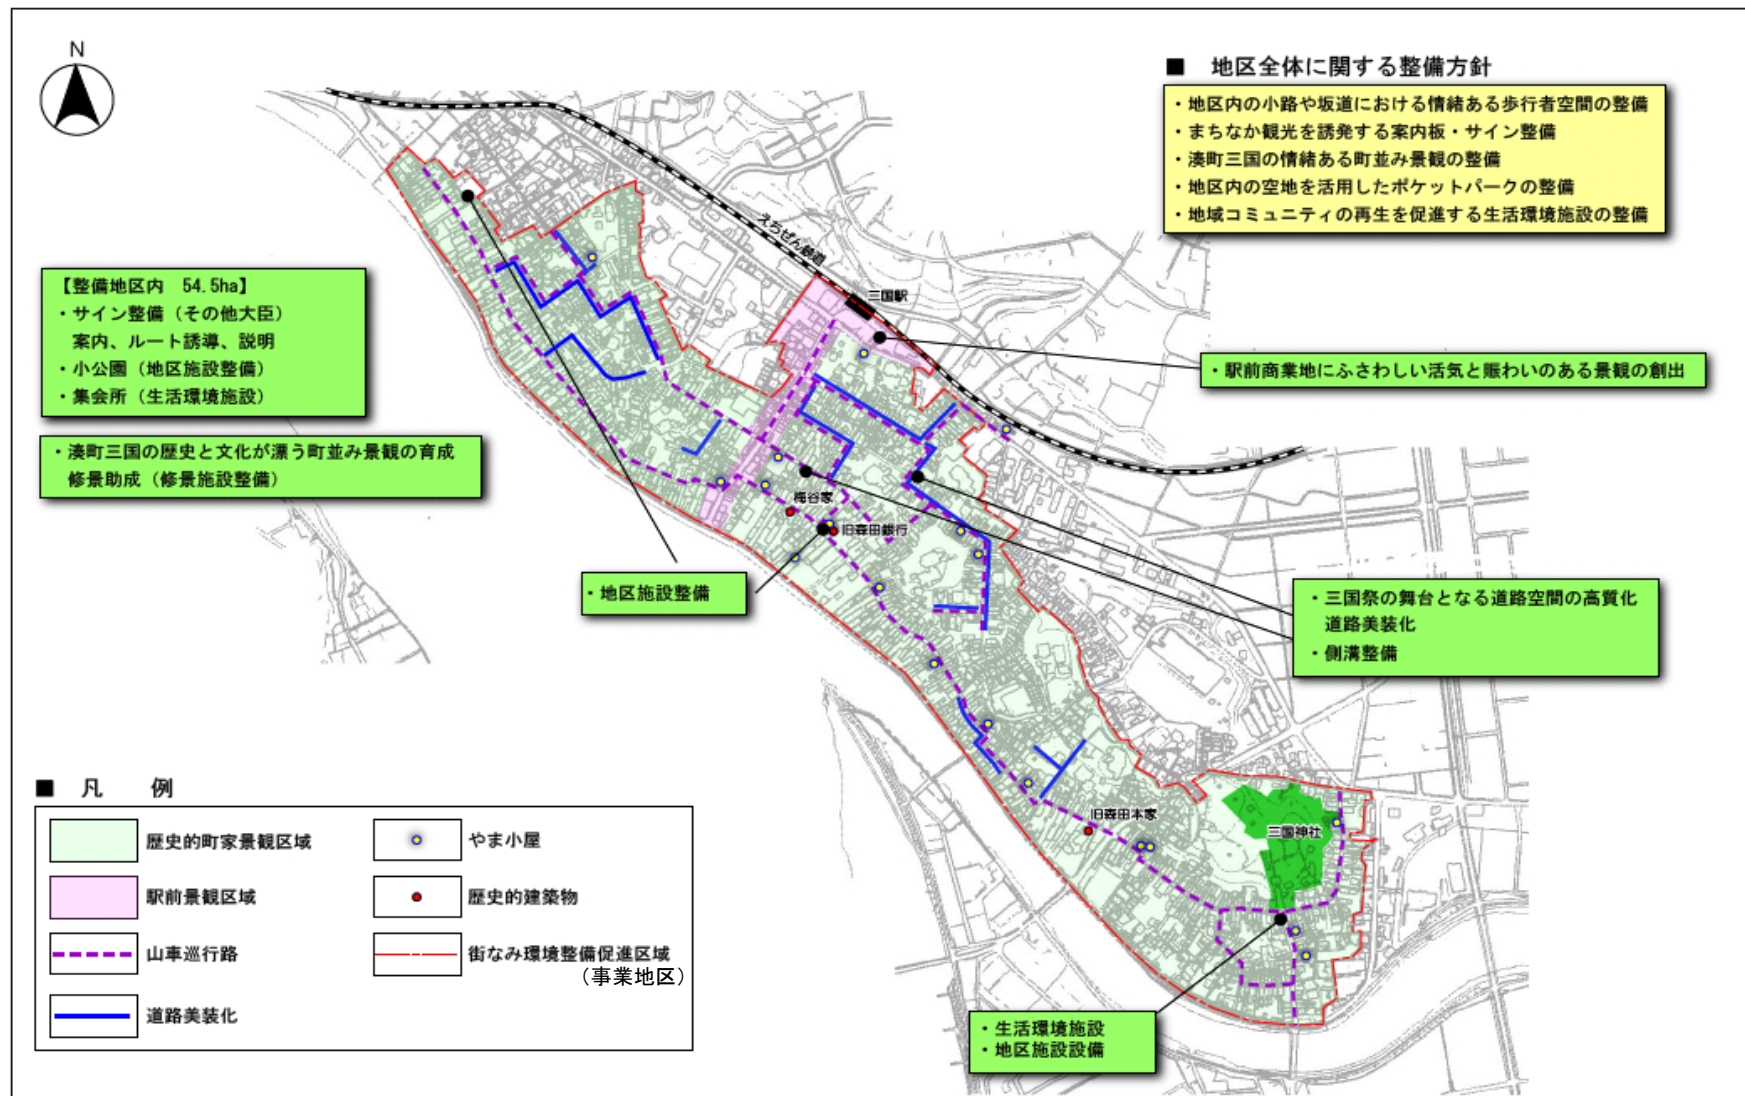 N
■ 地区全体に関する整備方針
・地区内の小路や坂道における情緒ある歩行者空間の整備
・まちなか観光を誘発する案内板・サイン整備
・湊町三国の情緒ある町並み景観の整備
・地区内の空地を活用したポケットパークの整備
・地域コミュニティの再生を促進する生活環境施設の整備
えちぜん鉄道
三国駅
【整備地区内 54.5ha】
・サイン整備（その他大臣）
案内、ルート誘導、説明
・小公園（地区施設整備）
・集会所（生活環境施設）
・駅前商業地にふさわしい活気と賑わいのある景観の創出
・湊町三国の歴史と文化が漂う町並み景観の育成
修景助成（修景施設整備）
梅谷家
旧森田銀行
・地区施設整備
・三国祭の舞台となる道路空間の高質化
道路美装化
・側溝整備
旧森田本家
三国神社
・生活環境施設
・地区施設設備
■ 凡 例
歴史的町家景観区域
やま小屋
駅前景観区域
歴史的建築物
山車巡行路
街なみ環境整備促進区域
（事業地区）
道路美装化